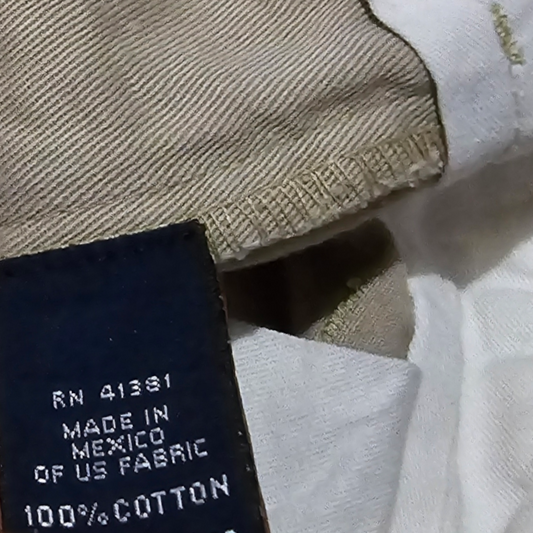 RN 41381
MADE IN
MEXICO
OF US FABRIC
100% COTTON